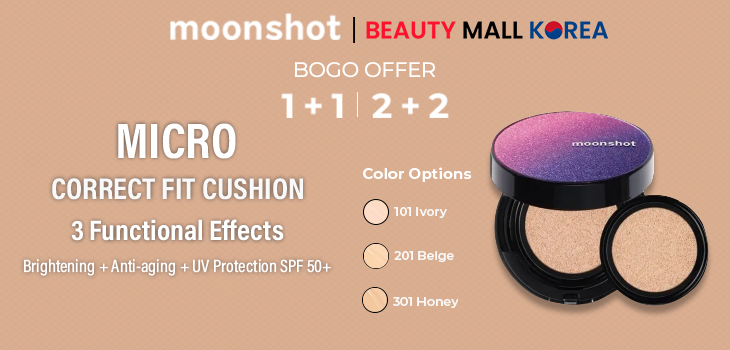 moonshot | BEAUTY MALL KOREA
BOGO OFFER
1 + 1 | 2 + 2
MICRO
CORRECT FIT CUSHION
3 Functional Effects
Brightening + Anti-aging + UV Protection SPF 50+
Color Options
101 Ivory
201 Beige
301 Honey
moonshot